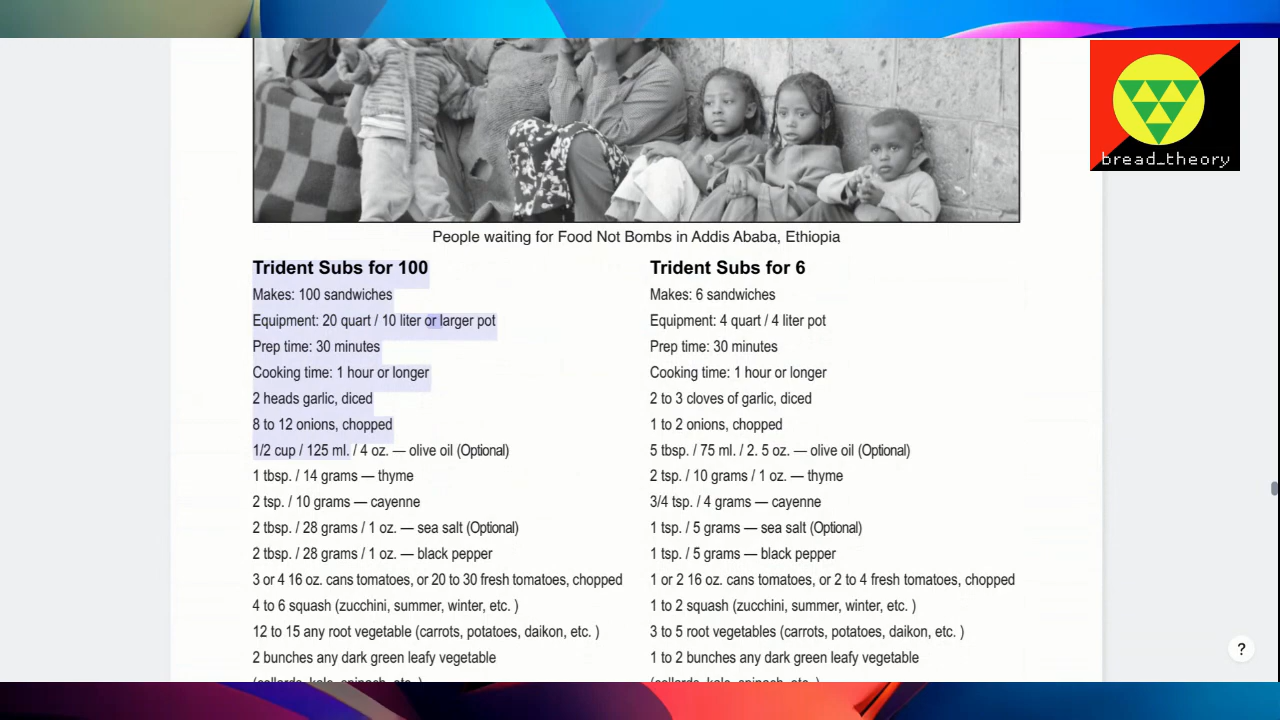 bread_theory
People waiting for Food Not Bombs in Addis Ababa, Ethiopia
Trident Subs for 100
Makes: 100 sandwiches
Equipment: 20 quart / 10 liter or larger pot
Prep time: 30 minutes
Cooking time: 1 hour or longer
2 heads garlic, diced
8 to 12 onions, chopped
1/2 cup / 125 ml. / 4 oz. — olive oil (Optional)
1 tbsp. / 14 grams — thyme
2 tsp. / 10 grams — cayenne
2 tbsp. / 28 grams / 1 oz. — sea salt (Optional)
2 tbsp. / 28 grams / 1 oz. — black pepper
3 or 4 16 oz. cans tomatoes, or 20 to 30 fresh tomatoes, chopped
4 to 6 squash (zucchini, summer, winter, etc. )
12 to 15 any root vegetable (carrots, potatoes, daikon, etc. )
2 bunches any dark green leafy vegetable
(collards, kale, spinach, etc. )
Trident Subs for 6
Makes: 6 sandwiches
Equipment: 4 quart / 4 liter pot
Prep time: 30 minutes
Cooking time: 1 hour or longer
2 to 3 cloves of garlic, diced
1 to 2 onions, chopped
5 tbsp. / 75 ml. / 2. 5 oz. — olive oil (Optional)
2 tsp. / 10 grams / 1 oz. — thyme
3/4 tsp. / 4 grams — cayenne
1 tsp. / 5 grams — sea salt (Optional)
1 tsp. / 5 grams — black pepper
1 or 2 16 oz. cans tomatoes, or 2 to 4 fresh tomatoes, chopped
1 to 2 squash (zucchini, summer, winter, etc. )
3 to 5 root vegetables (carrots, potatoes, daikon, etc. )
1 to 2 bunches any dark green leafy vegetable
(collards, kale, spinach, etc. )
?